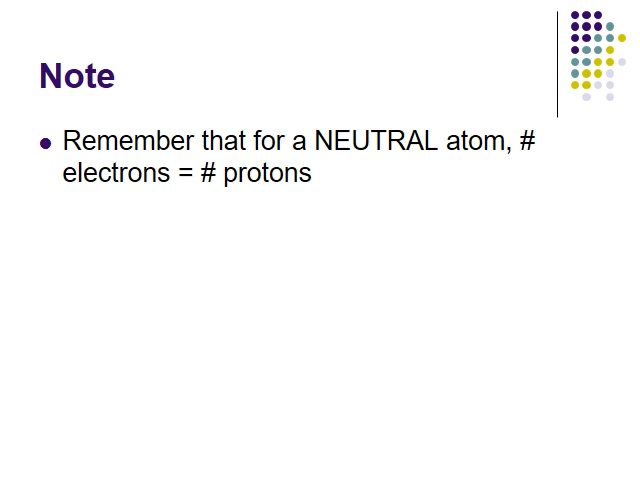 Note
Remember that for a NEUTRAL atom, #
electrons = # protons